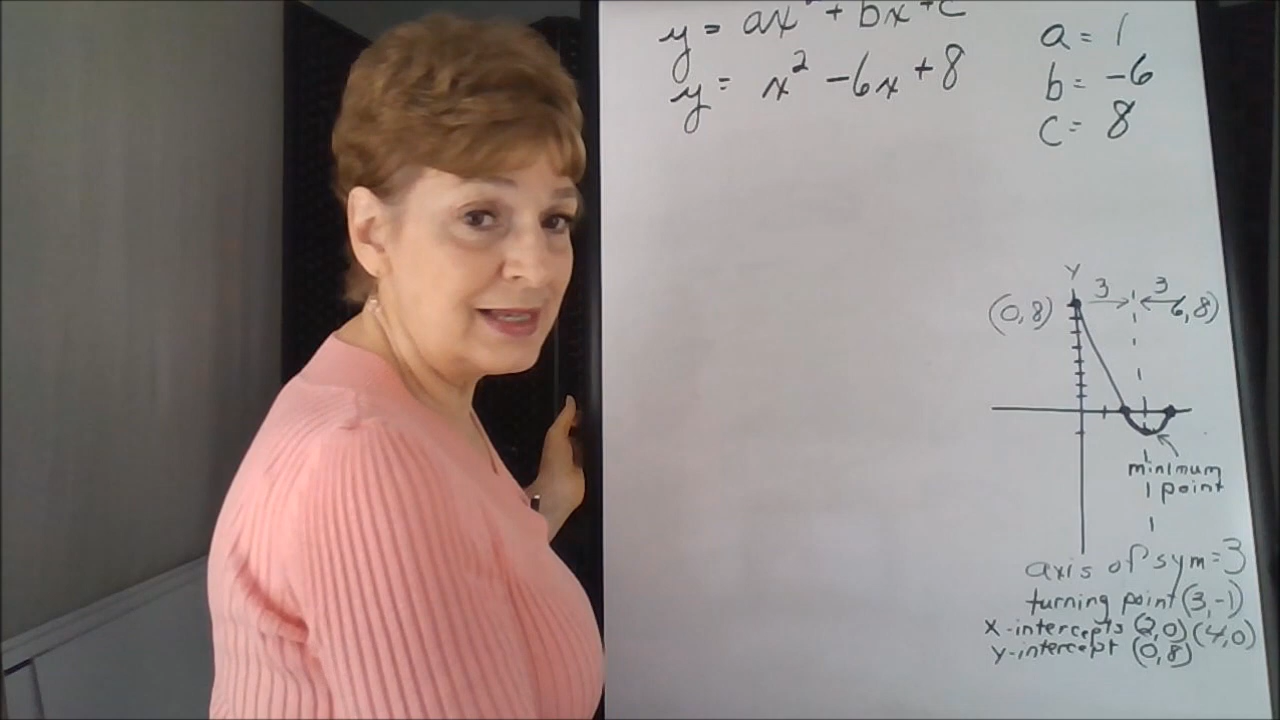 y = ax² + bx + c
y = x² - 6x + 8
a = 1
b = -6
c = 8
Y
3 3
(0,8) 6,8)
minimum
point
axis of sym = 3
turning point (3,-1)
x-intercepts (2,0) (4,0)
y-intercept (0,8)